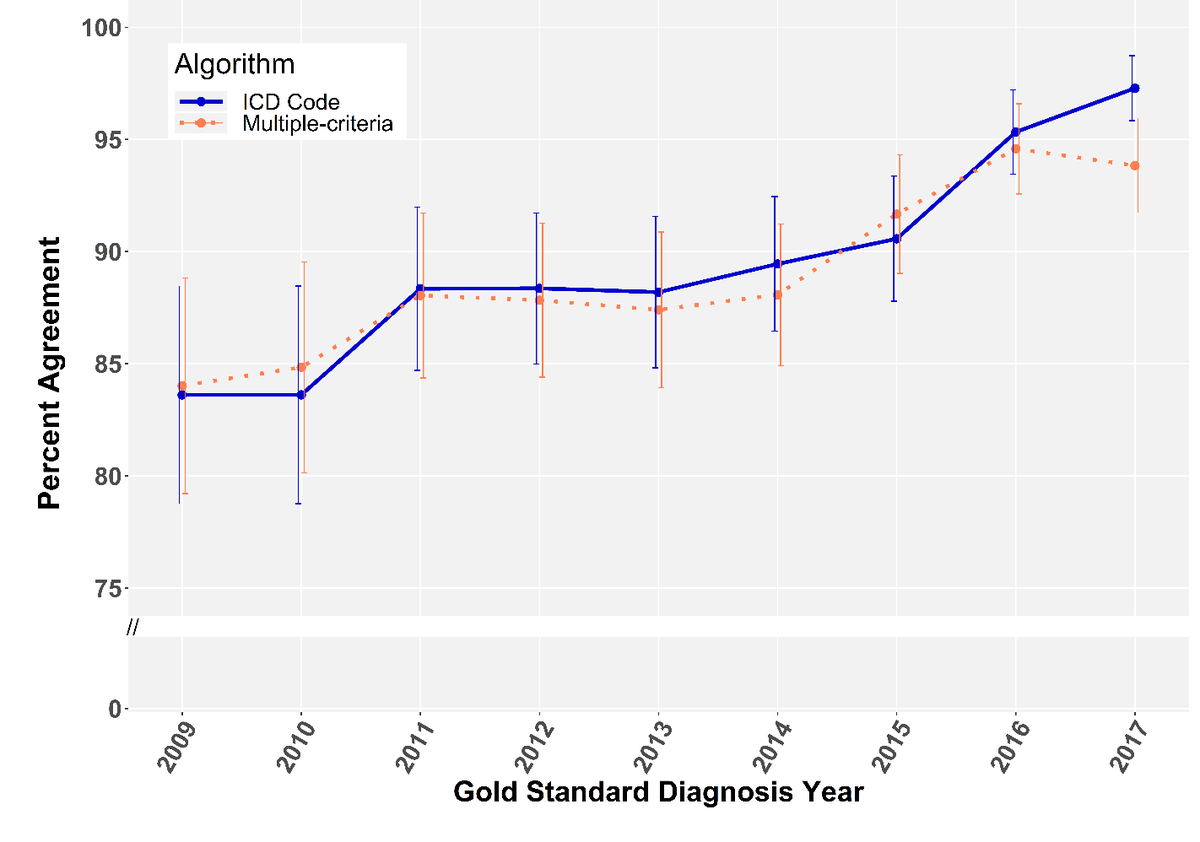 100
Algorithm
ICD Code
Multiple-criteria
95
90
85
80
75
//
0
Percent Agreement
2009 2010 2011 2012 2013 2014 2015 2016 2017
Gold Standard Diagnosis Year